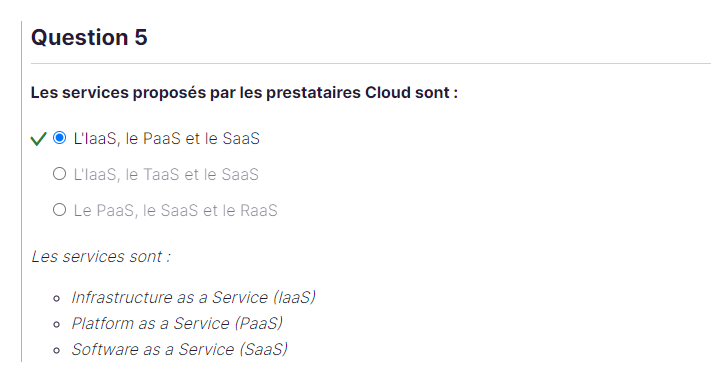 Question 5
Les services proposés par les prestataires Cloud sont :
L'IaaS, le PaaS et le SaaS
L'IaaS, le TaaS et le SaaS
Le PaaS, le SaaS et le RaaS
Les services sont :
Infrastructure as a Service (IaaS)
Platform as a Service (PaaS)
Software as a Service (SaaS)